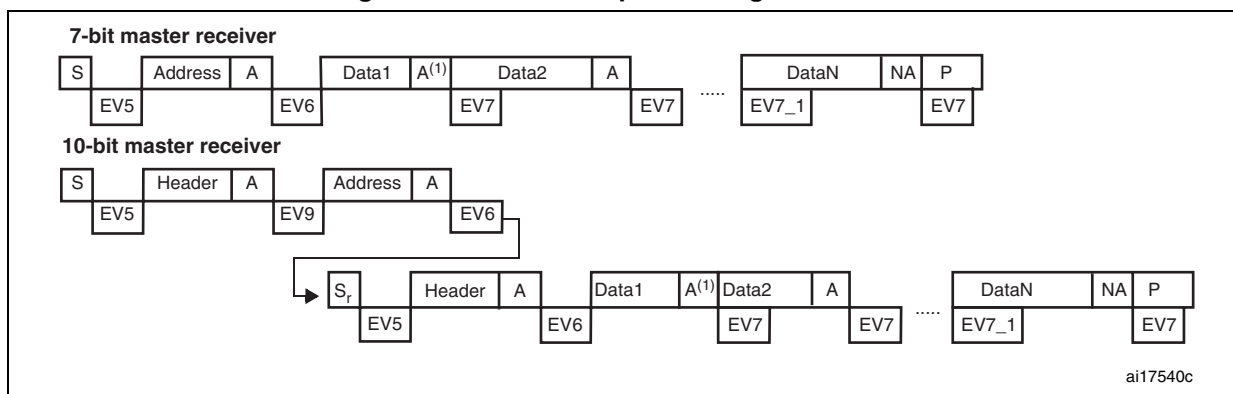 7-bit master receiver
S Address A Data1 A(1) Data2 A ..... DataN NA P
EV5 EV6 EV7 EV7 EV7_1 EV7
10-bit master receiver
S Header A Address A
EV5 EV9 EV6
Sr Header A Data1 A(1) Data2 A ..... DataN NA P
EV5 EV6 EV7 EV7 EV7_1 EV7
ai17540c